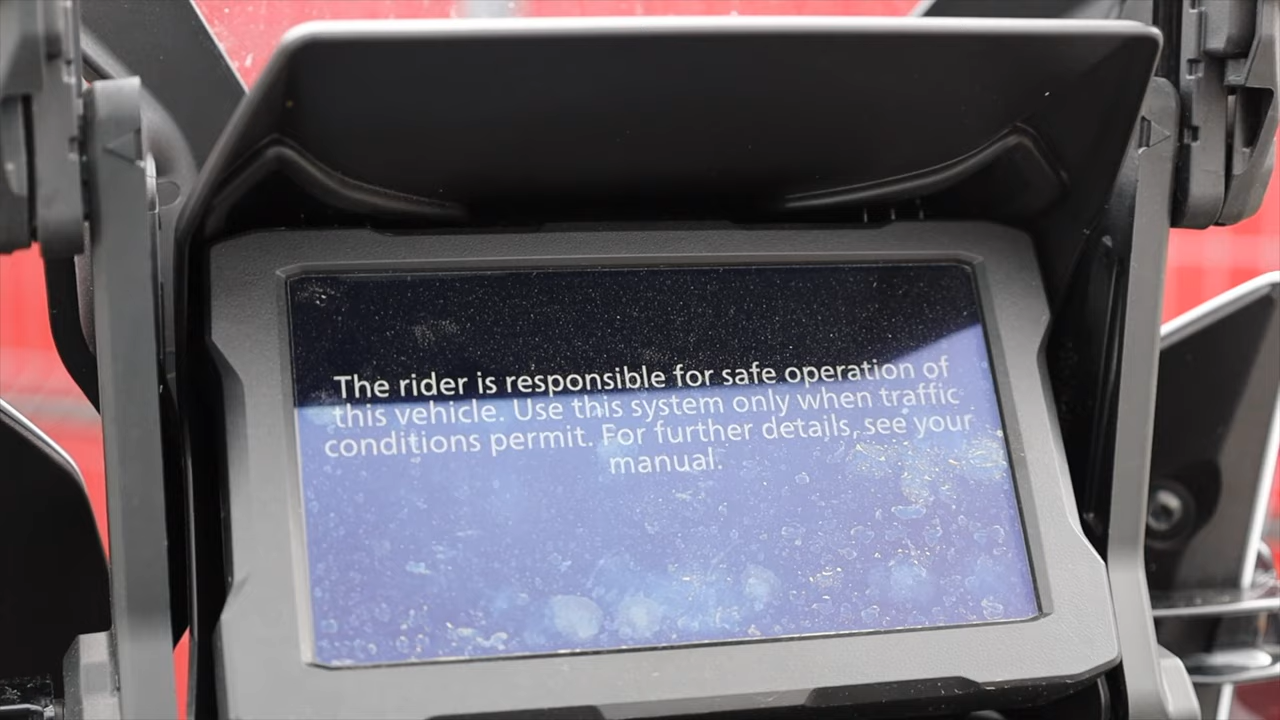 The rider is responsible for safe operation of
this vehicle. Use this system only when traffic
conditions permit. For further details, see your
manual.